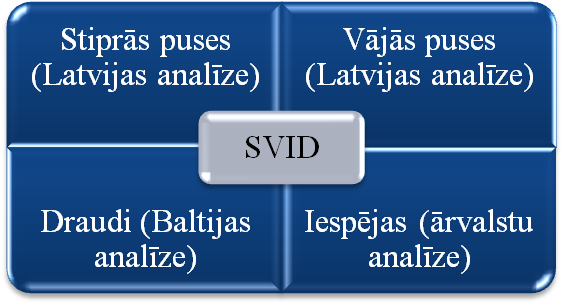 Stiprās puses
(Latvijas analīze)
Vājās puses
(Latvijas analīze)
SVID
Draudi (Baltijas
analīze)
Iespējas (ārvalstu
analīze)